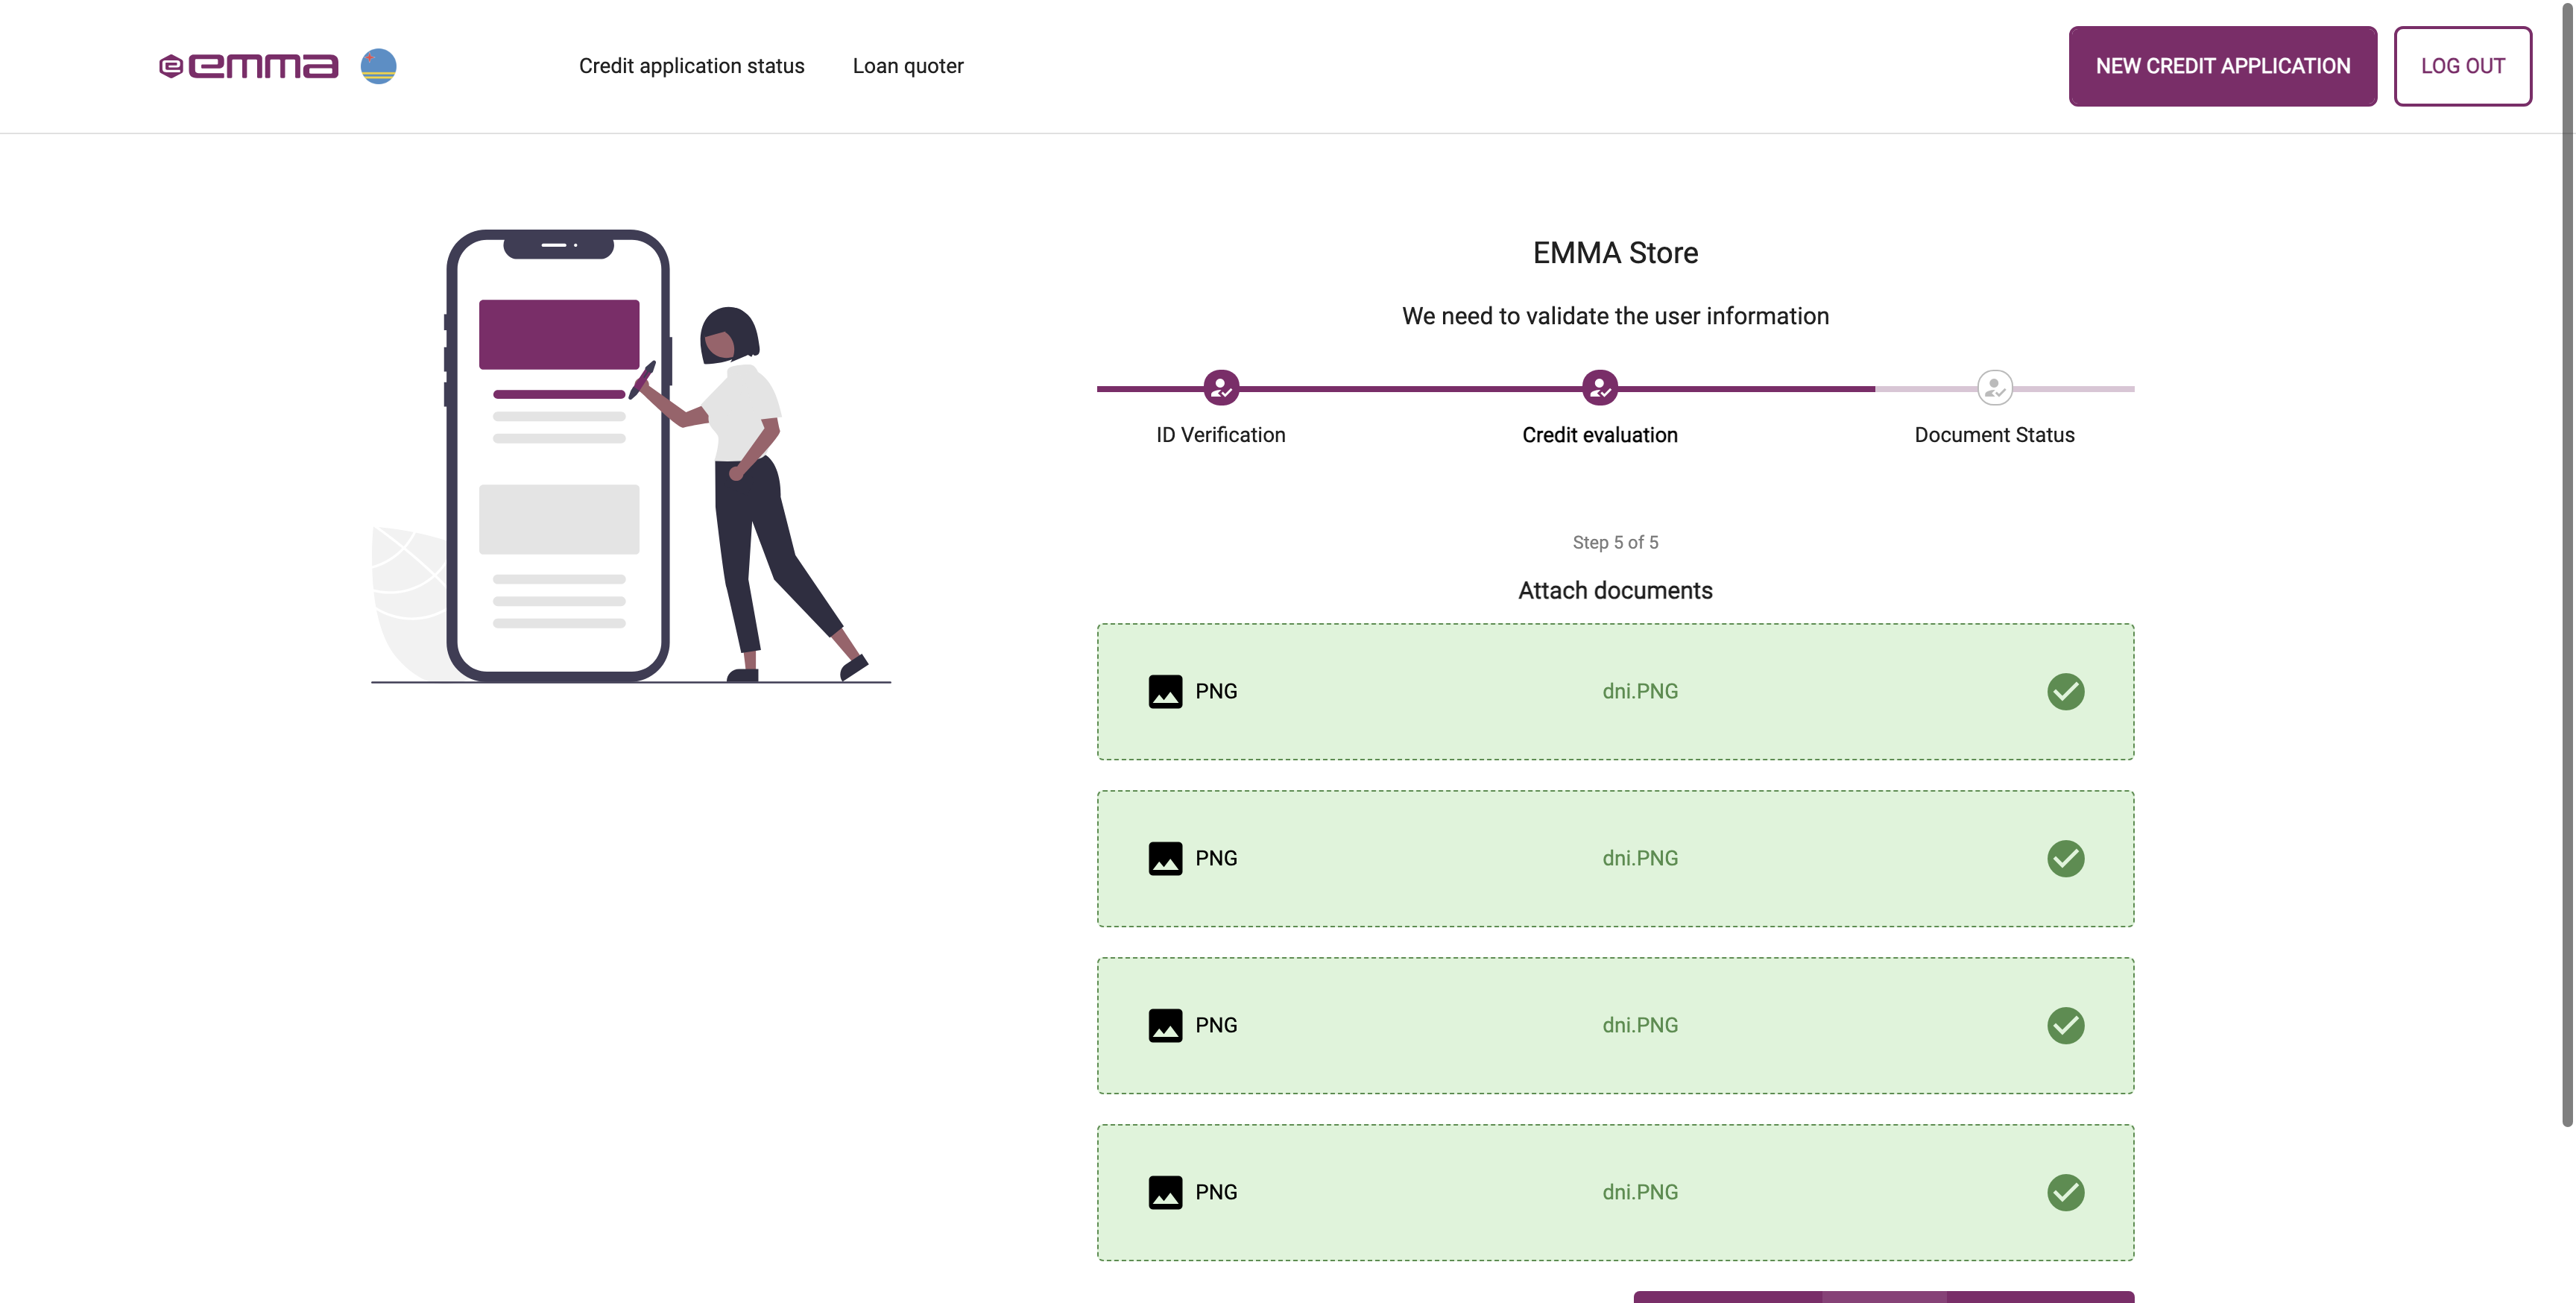 emma
Credit application status
Loan quoter
NEW CREDIT APPLICATION
LOG OUT
EMMA Store
We need to validate the user information
ID Verification
Credit evaluation
Document Status
Step 5 of 5
Attach documents
PNG dni.PNG
PNG dni.PNG
PNG dni.PNG
PNG dni.PNG